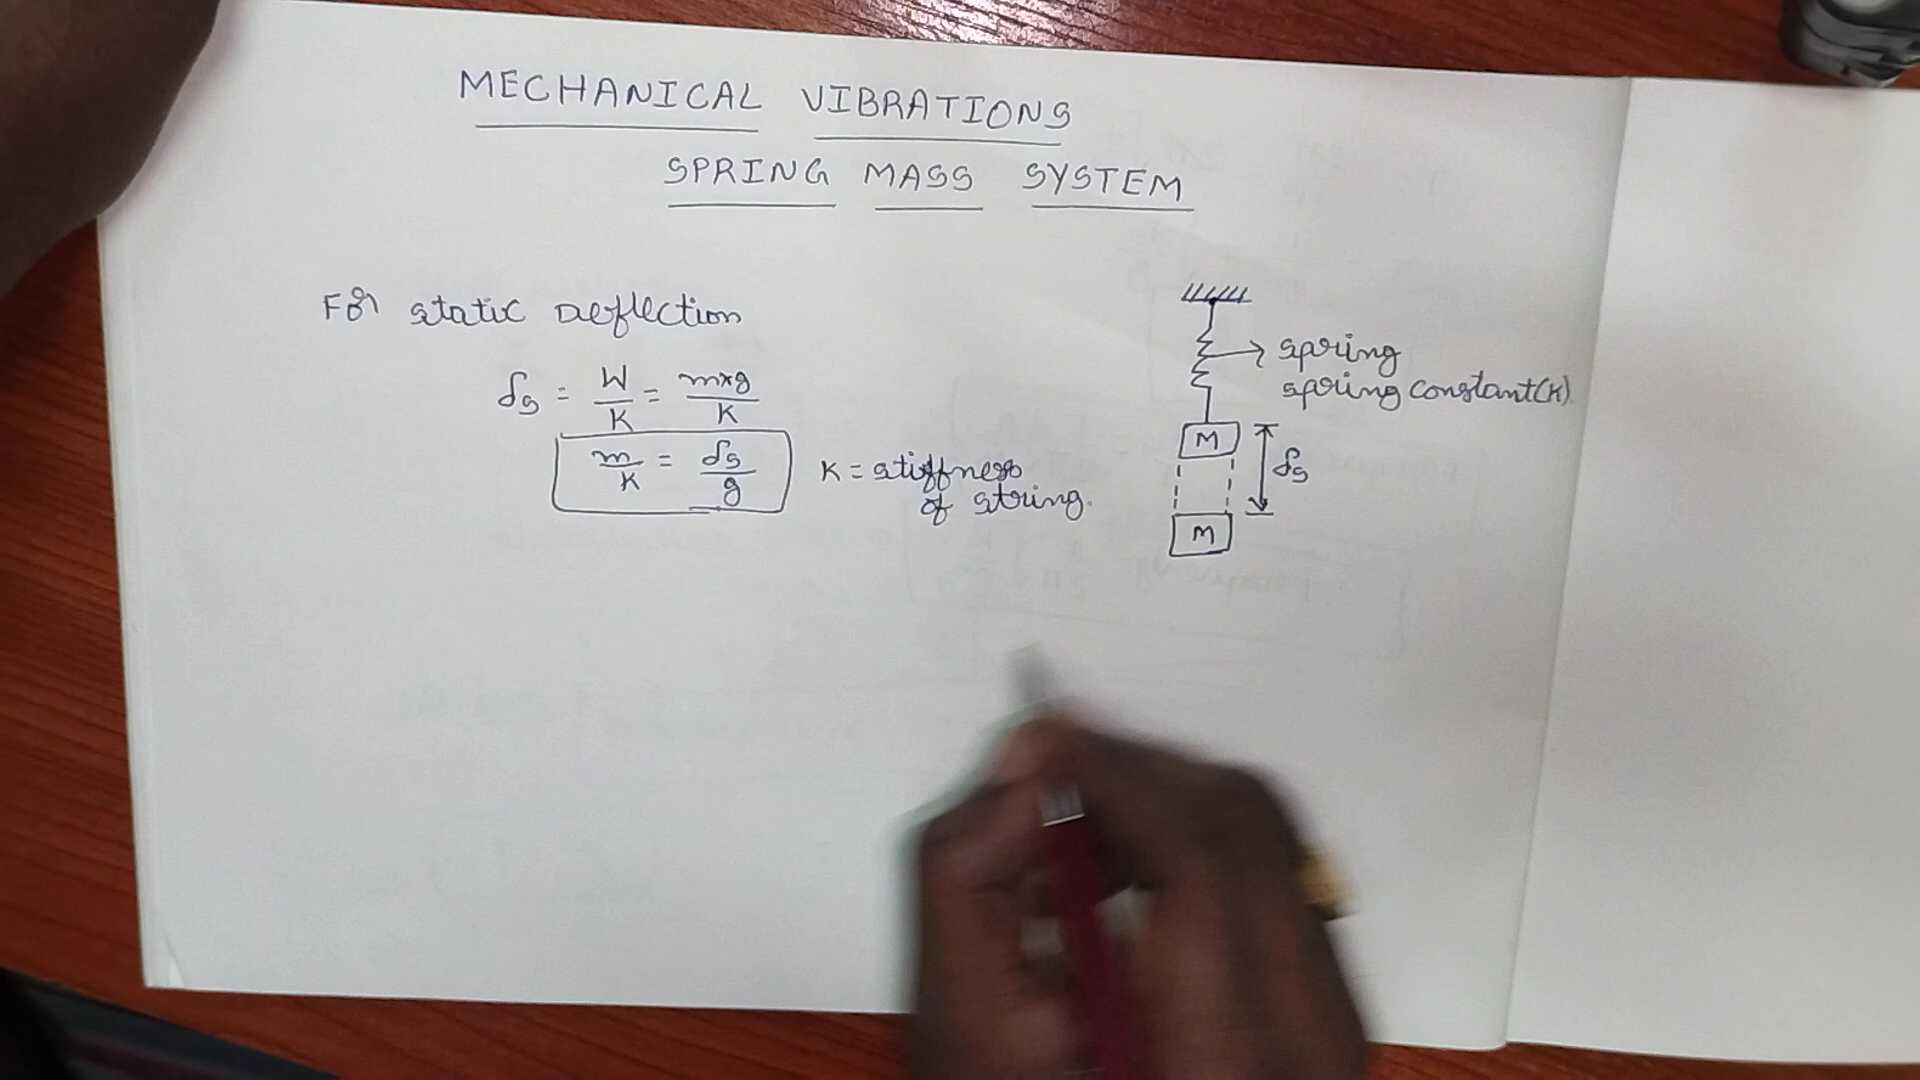 MECHANICAL VIBRATIONS
SPRING MASS SYSTEM
For static Deflection
δs = W/K = m×g/K
m/K = δs/g
K = stiffness
of string.
spring
spring constant(K).
M
δs
M